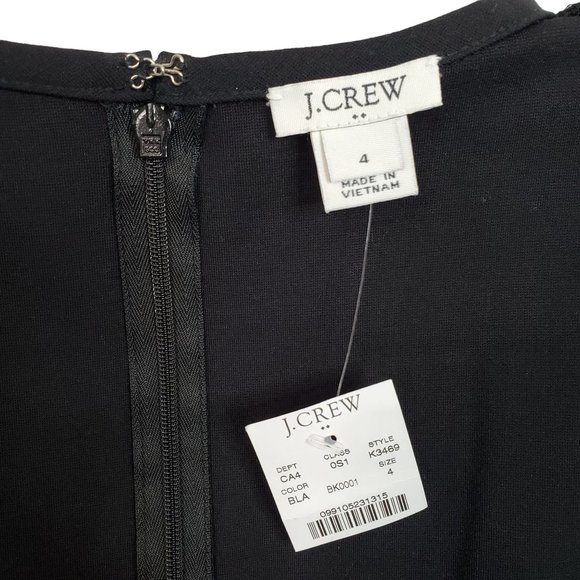 J.CREW
4
MADE IN
VIETNAM
J.CREW
DEPT CLASS STYLE
CA4 0S1 K3469
COLOR SIZE
BLA BK0001 4
099105231315